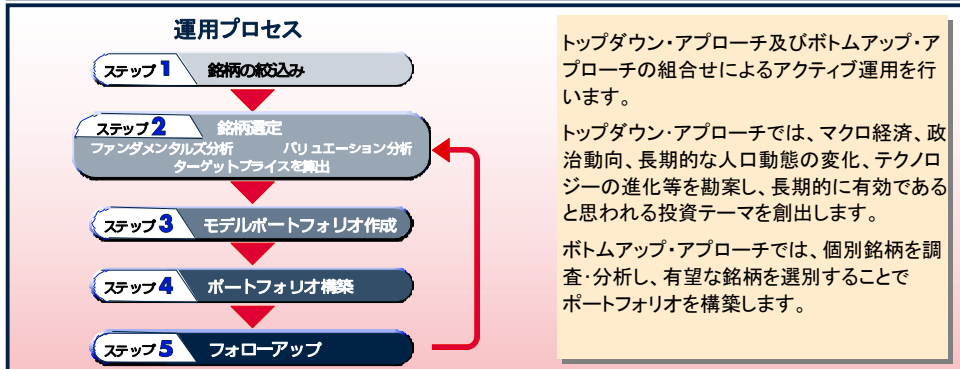 運用プロセス
ステップ1 銘柄の絞込み
ステップ2 銘柄選定
ファンダメンタルズ分析 バリュエーション分析
ターゲットプライスを算出
ステップ3 モデルポートフォリオ作成
ステップ4 ポートフォリオ構築
ステップ5 フォローアップ
トップダウン・アプローチ及びボトムアップ・ア
プローチの組合せによるアクティブ運用を行
います。
トップダウン・アプローチでは、マクロ経済、政
治動向、長期的な人口動態の変化、テクノロ
ジーの進化等を勘案し、長期的に有効である
と思われる投資テーマを創出します。
ボトムアップ・アプローチでは、個別銘柄を調
査・分析し、有望な銘柄を選別することで
ポートフォリオを構築します。